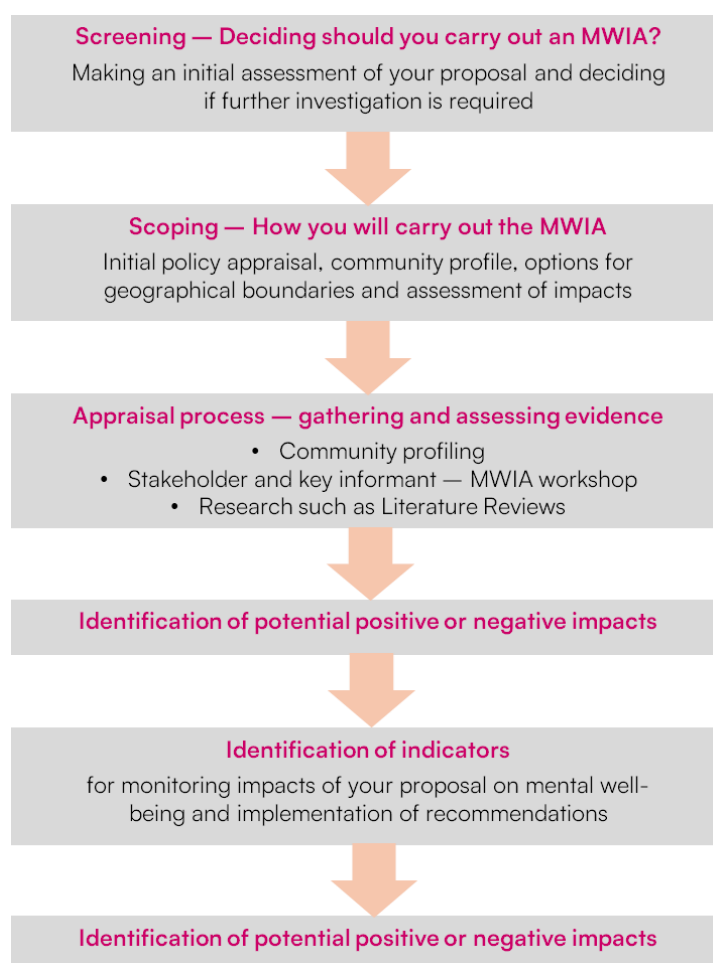 Screening — Deciding should you carry out an MWIA?
Making an initial assessment of your proposal and deciding
if further investigation is required
Scoping — How you will carry out the MWIA
Initial policy appraisal, community profile, options for
geographical boundaries and assessment of impacts
Appraisal process — gathering and assessing evidence
• Community profiling
• Stakeholder and key informant — MWIA workshop
• Research such as Literature Reviews
Identification of potential positive or negative impacts
Identification of indicators
for monitoring impacts of your proposal on mental well-
being and implementation of recommendations
Identification of potential positive or negative impacts